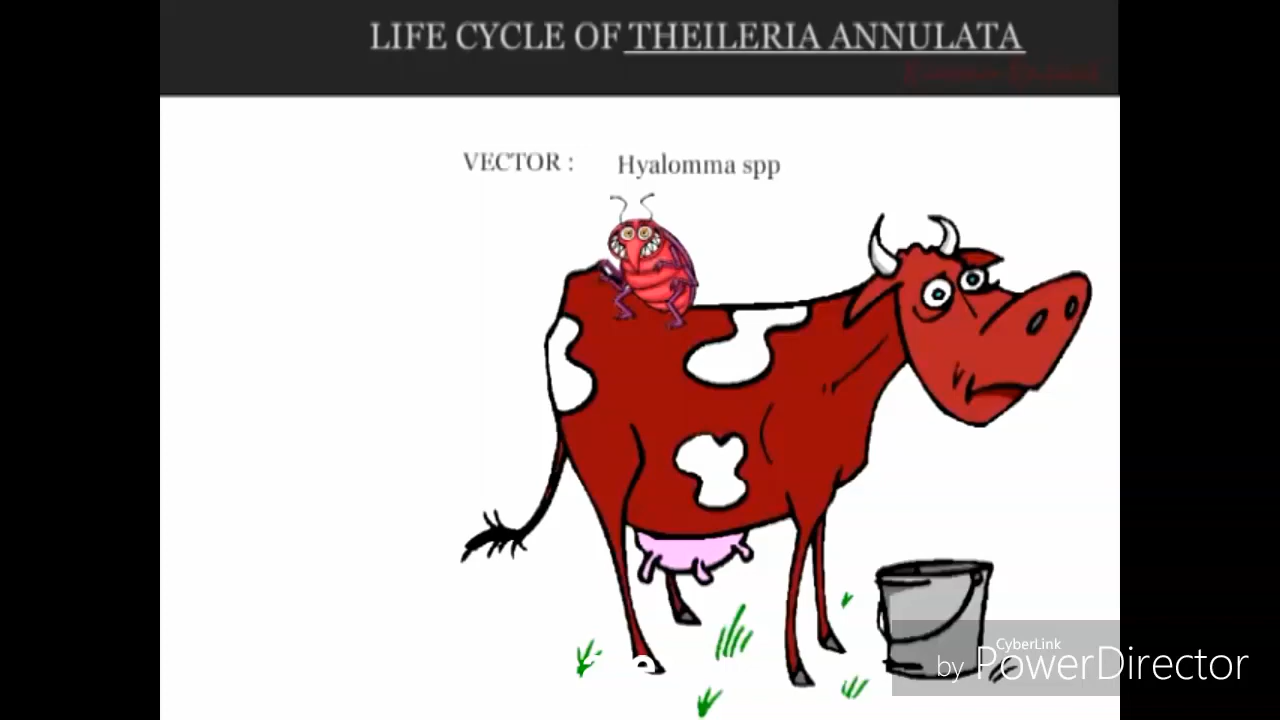 LIFE CYCLE OF THEILERIA ANNULATA
VECTOR : Hyalomma spp
CyberLink
by PowerDirector